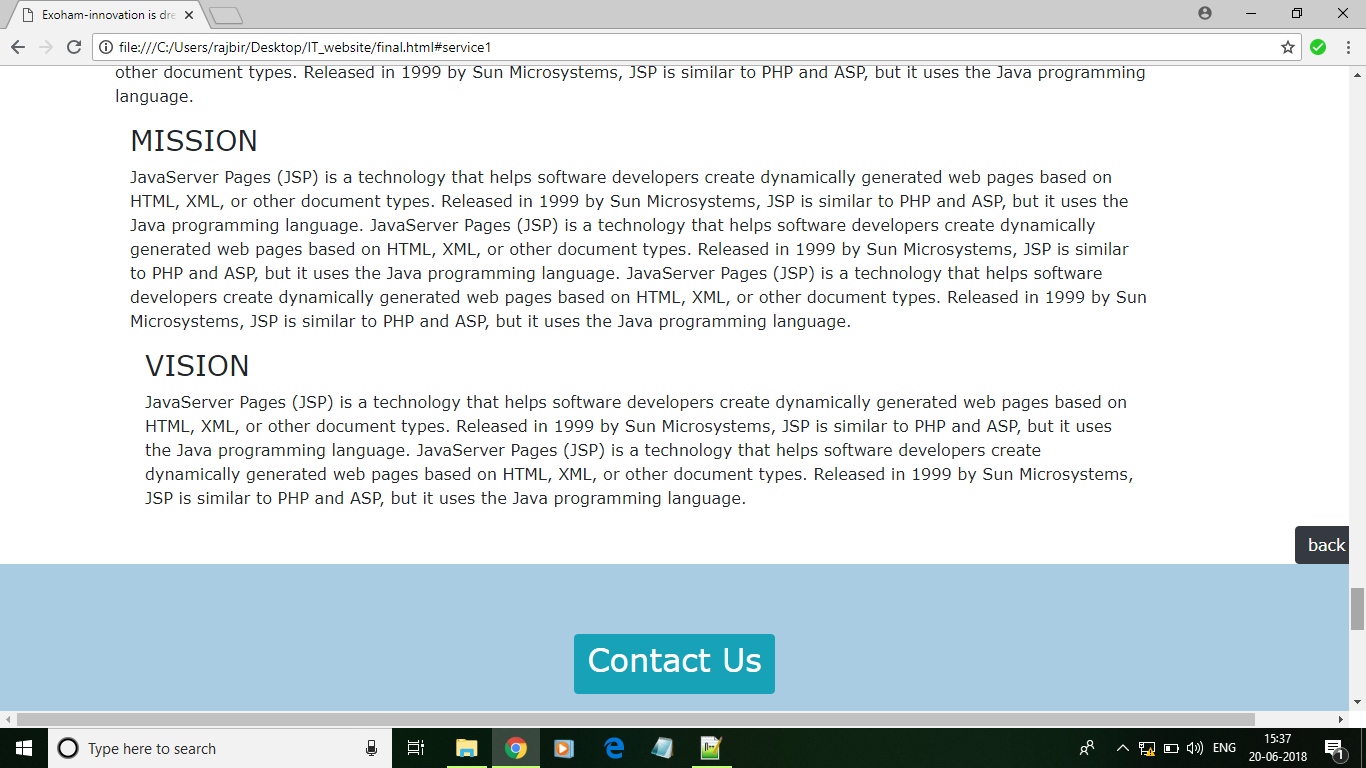 Exoham-innovation is dre
file:///C:/Users/rajbir/Desktop/IT_website/final.html#service1
other document types. Released in 1999 by Sun Microsystems, JSP is similar to PHP and ASP, but it uses the Java programming
language.
MISSION
JavaServer Pages (JSP) is a technology that helps software developers create dynamically generated web pages based on
HTML, XML, or other document types. Released in 1999 by Sun Microsystems, JSP is similar to PHP and ASP, but it uses the
Java programming language. JavaServer Pages (JSP) is a technology that helps software developers create dynamically
generated web pages based on HTML, XML, or other document types. Released in 1999 by Sun Microsystems, JSP is similar
to PHP and ASP, but it uses the Java programming language. JavaServer Pages (JSP) is a technology that helps software
developers create dynamically generated web pages based on HTML, XML, or other document types. Released in 1999 by Sun
Microsystems, JSP is similar to PHP and ASP, but it uses the Java programming language.
VISION
JavaServer Pages (JSP) is a technology that helps software developers create dynamically generated web pages based on
HTML, XML, or other document types. Released in 1999 by Sun Microsystems, JSP is similar to PHP and ASP, but it uses
the Java programming language. JavaServer Pages (JSP) is a technology that helps software developers create
dynamically generated web pages based on HTML, XML, or other document types. Released in 1999 by Sun Microsystems,
JSP is similar to PHP and ASP, but it uses the Java programming language.
back
Contact Us
Type here to search
ENG
15:37
20-06-2018
1